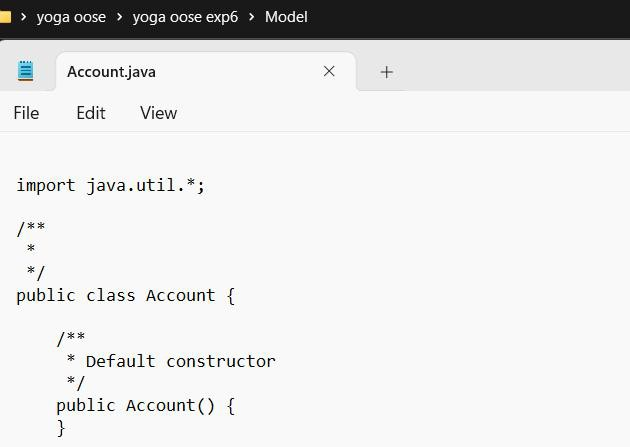 yoga oose > yoga oose exp6 > Model
Account.java
File Edit View
import java.util.*;
/**
 *
 */
public class Account {
    /**
     * Default constructor
     */
    public Account() {
    }